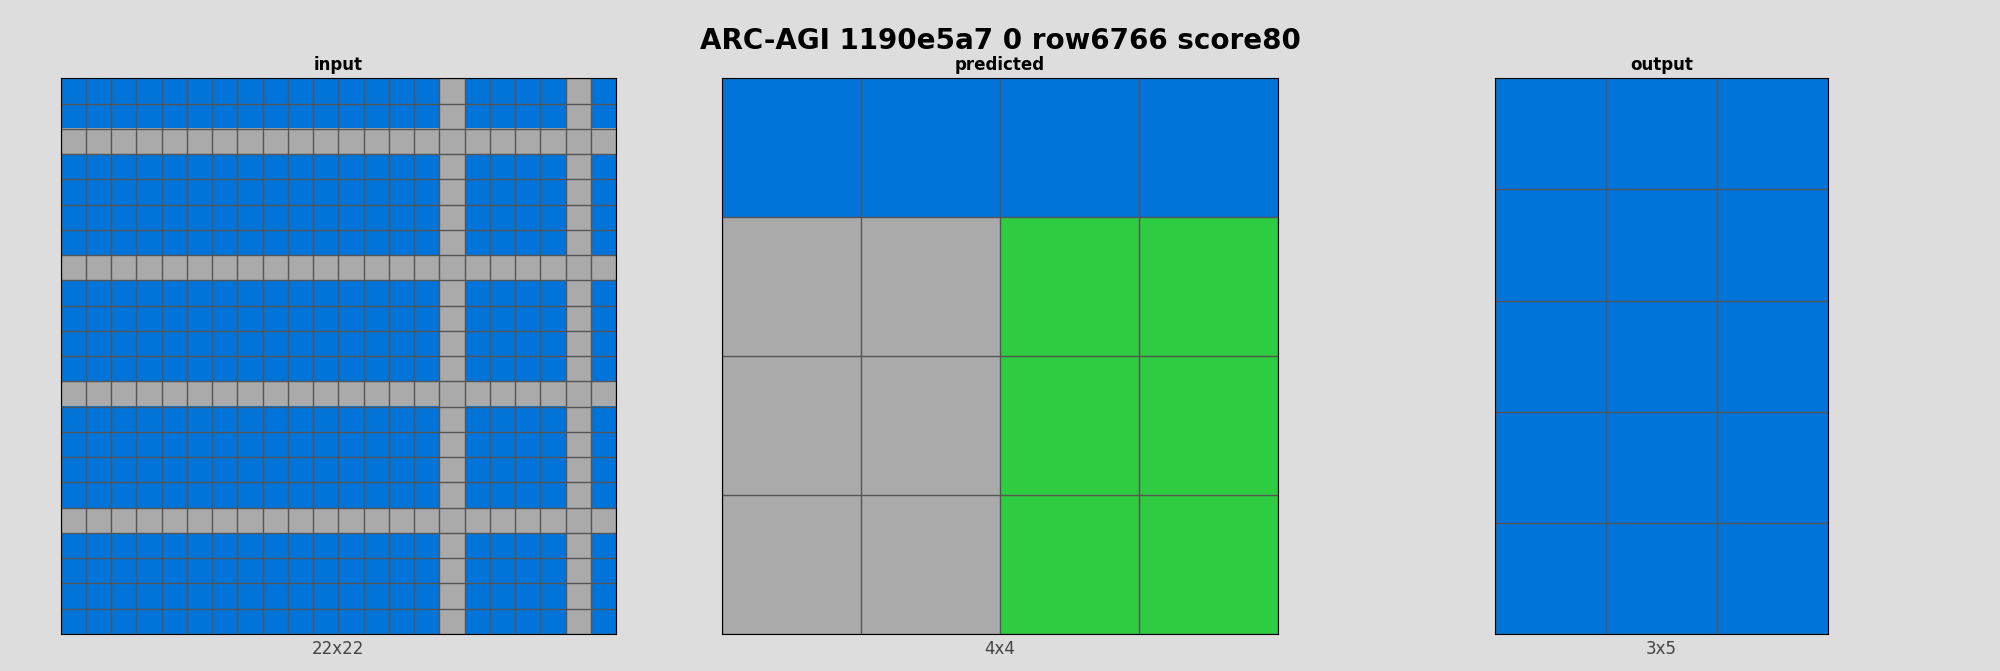 ARC-AGI 1190e5a7 0 row6766 score80
input
predicted
output
22x22
4x4
3x5